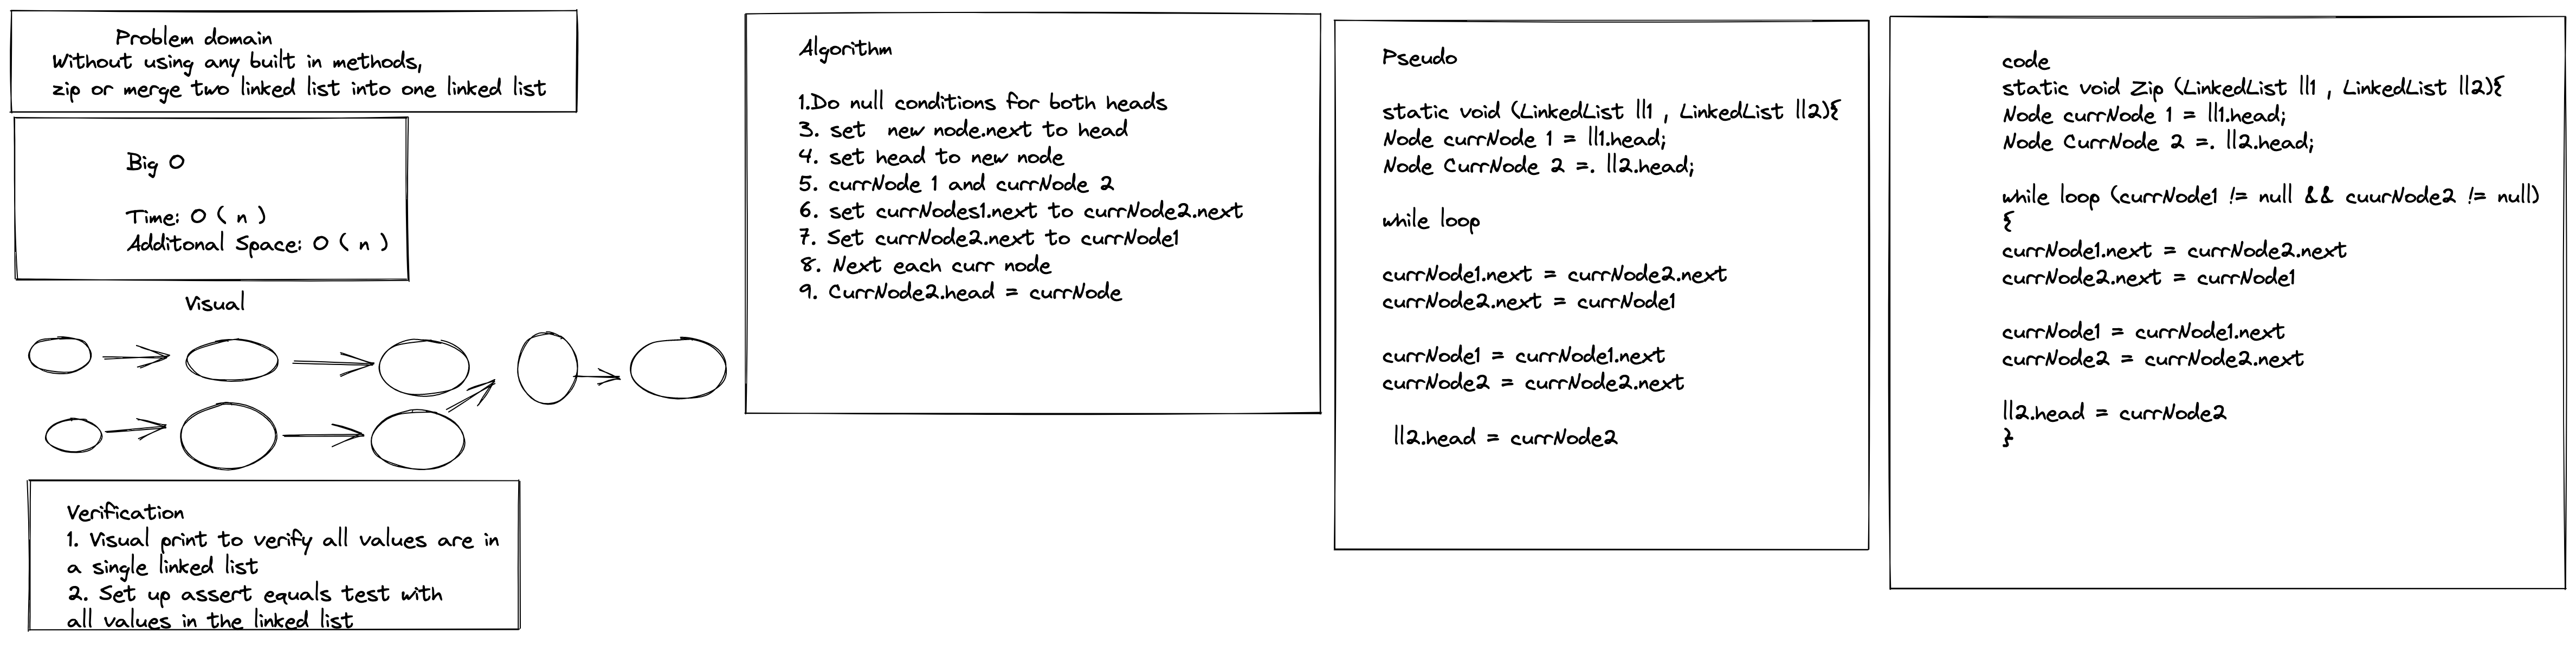 Problem domain
Without using any built in methods,
zip or merge two linked list into one linked list
Big O
Time: O ( n )
Additonal Space: O ( n )
Visual
Verification
1. Visual print to verify all values are in
a single linked list
2. Set up assert equals test with
all values in the linked list
Algorithm
1.Do null conditions for both heads
3. set  new node.next to head
4. set head to new node
5. currNode 1 and currNode 2
6. set currNodes1.next to currNode2.next
7. Set currNode2.next to currNode1
8. Next each curr node
9. CurrNode2.head = currNode
Pseudo
static void (LinkedList ll1 , LinkedList ll2){
Node currNode 1 = ll1.head;
Node CurrNode 2 =. ll2.head;
while loop
currNode1.next = currNode2.next
currNode2.next = currNode1
currNode1 = currNode1.next
currNode2 = currNode2.next
ll2.head = currNode2
code
static void Zip (LinkedList ll1 , LinkedList ll2){
Node currNode 1 = ll1.head;
Node CurrNode 2 =. ll2.head;
while loop (currNode1 != null && cuurNode2 != null)
{
currNode1.next = currNode2.next
currNode2.next = currNode1
currNode1 = currNode1.next
currNode2 = currNode2.next
ll2.head = currNode2
}